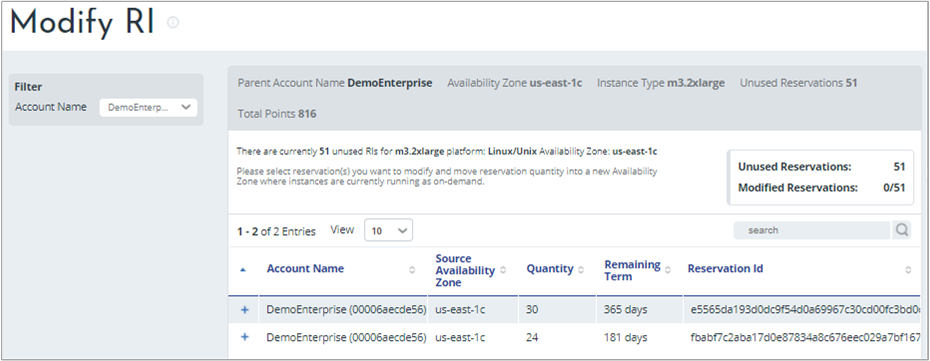 Modify RI
Filter
Account Name DemoEnterp...
Parent Account Name DemoEnterprise Availability Zone us-east-1c Instance Type m3.2xlarge Unused Reservations 51
Total Points 816
There are currently 51 unused RIs for m3.2xlarge platform: Linux/Unix Availability Zone: us-east-1c
Please select reservation(s) you want to modify and move reservation quantity into a new Availability
Zone where instances are currently running as on-demand.
Unused Reservations: 51
Modified Reservations: 0/51
1 - 2 of 2 Entries View 10
search
Account Name Source Availability Zone Quantity Remaining Term Reservation Id
+ DemoEnterprise (00006aecde56) us-east-1c 30 365 days e5565da193d0dc9f54d0a69967c30cd00fc3bd0
+ DemoEnterprise (00006aecde56) us-east-1c 24 181 days fbabf7c2aba17d0e87834a8c676eec029a7bf167